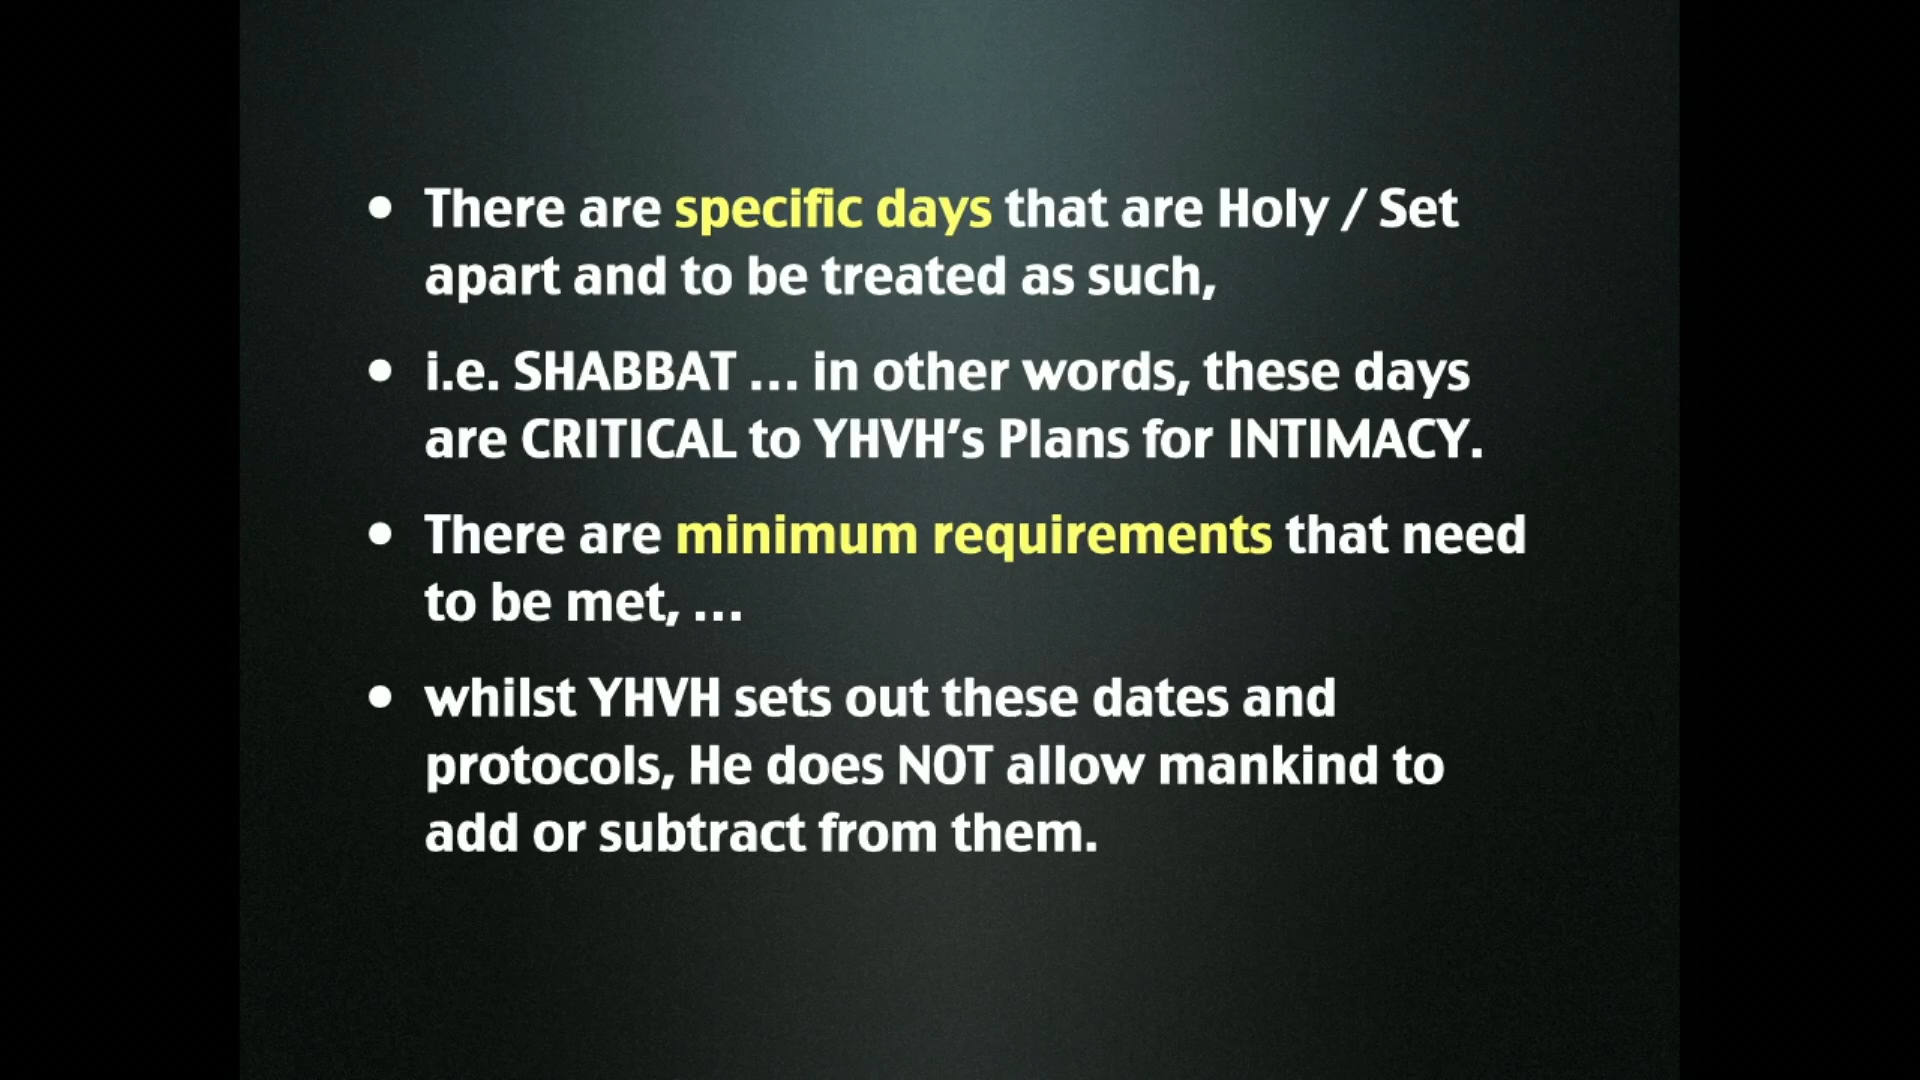 • There are specific days that are Holy / Set
apart and to be treated as such,
• i.e. SHABBAT ... in other words, these days
are CRITICAL to YHVH’s Plans for INTIMACY.
• There are minimum requirements that need
to be met, ...
• whilst YHVH sets out these dates and
protocols, He does NOT allow mankind to
add or subtract from them.